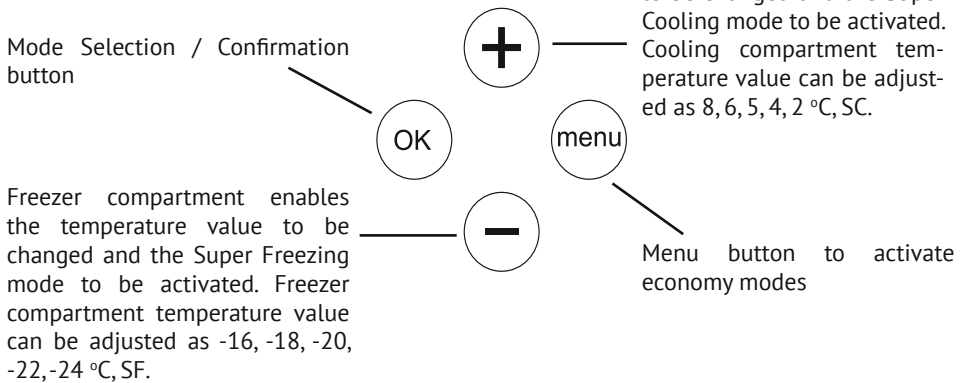 Cooling mode to be activated.
Cooling compartment tem-
perature value can be adjust-
ed as 8, 6, 5, 4, 2 °C, SC.
Mode Selection / Confirmation
button
+
OK
menu
−
Freezer compartment enables
the temperature value to be
changed and the Super Freezing
mode to be activated. Freezer
compartment temperature value
can be adjusted as -16, -18, -20,
-22, -24 °C, SF.
Menu button to activate
economy modes